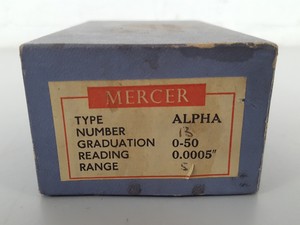 MERCER
TYPE ALPHA
NUMBER 13
GRADUATION 0-50
READING 0.0005"
RANGE